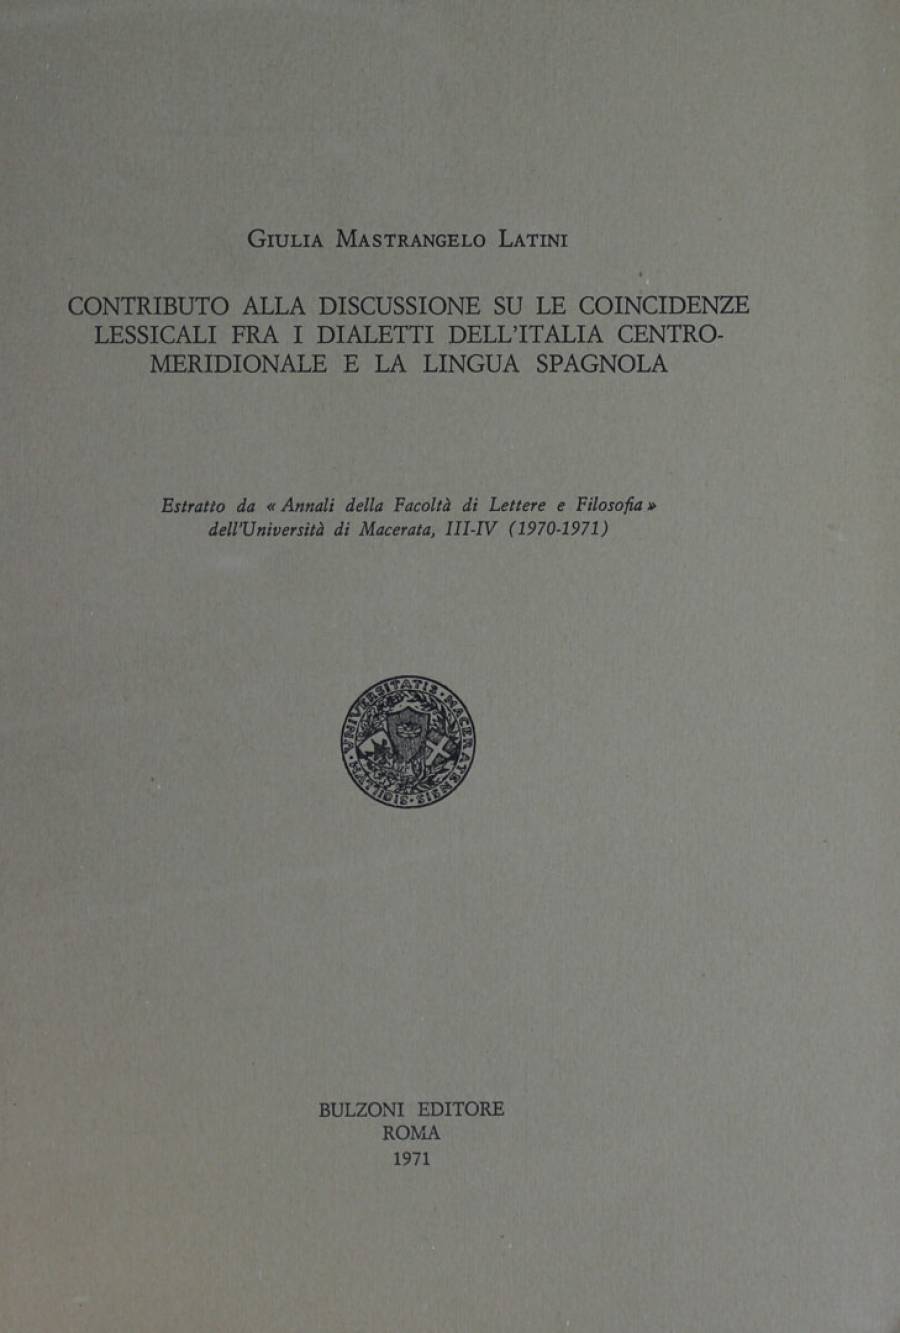 GIULIA MASTRANGELO LATINI
CONTRIBUTO ALLA DISCUSSIONE SU LE COINCIDENZE
LESSICALI FRA I DIALETTI DELL'ITALIA CENTRO-
MERIDIONALE E LA LINGUA SPAGNOLA
Estratto da « Annali della Facoltà di Lettere e Filosofia »
dell'Università di Macerata, III-IV (1970-1971)
UNIVERSITATIS · MACERATENSIS ·
BULZONI EDITORE
ROMA
1971